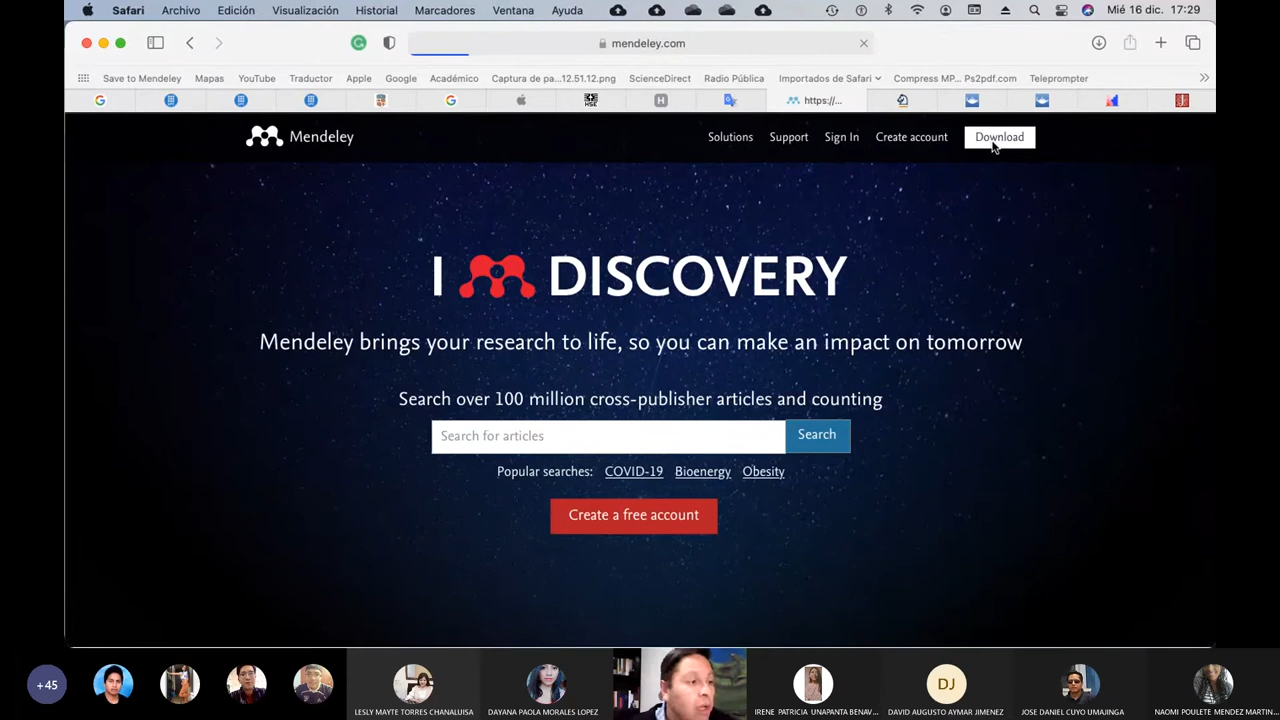 Safari Archivo Edición Visualización Historial Marcadores Ventana Ayuda Mié 16 dic. 17:29
mendeley.com
Save to Mendeley Mapas YouTube Traductor Apple Google Académico Captura de pa...12.51.12.png ScienceDirect Radio Pública Importados de Safari Compress MP... Ps2pdf.com Teleprompter
https://...
Mendeley Solutions Support Sign In Create account Download
I DISCOVERY
Mendeley brings your research to life, so you can make an impact on tomorrow
Search over 100 million cross-publisher articles and counting
Search for articles Search
Popular searches: COVID-19 Bioenergy Obesity
Create a free account
+45 DJ
LESLY MAYTE TORRES CHANALUISA DAYANA PAOLA MORALES LOPEZ IRENE PATRICIA UNAPANTA BENAV... DAVID AUGUSTO AYMAR JIMENEZ JOSE DANIEL CUYO UMAJINGA NAOMI POULETE MENDEZ MARTIN...